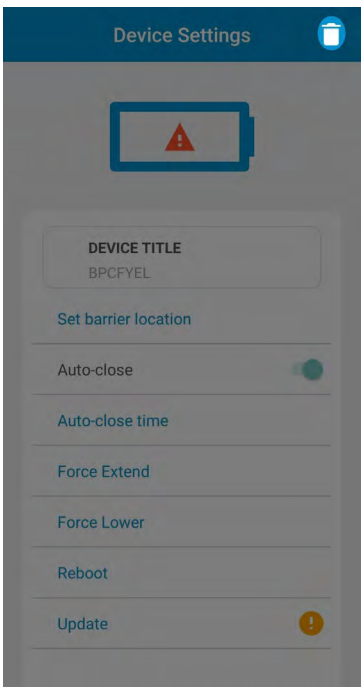 Device Settings
DEVICE TITLE
BPCFYEL
Set barrier location
Auto-close
Auto-close time
Force Extend
Force Lower
Reboot
Update